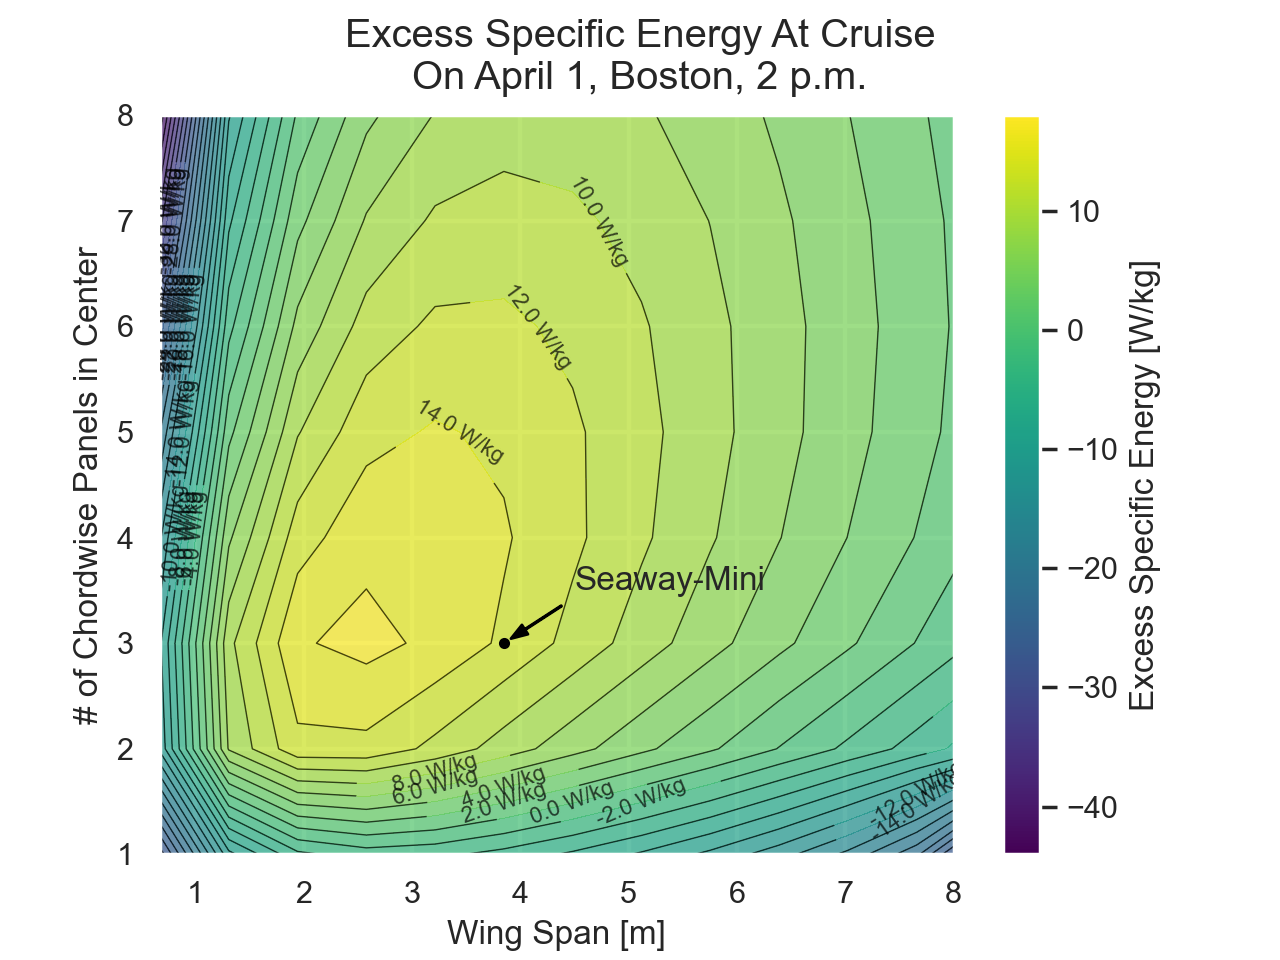 Excess Specific Energy At Cruise
On April 1, Boston, 2 p.m.
8
7
6
5
4
3
2
1
# of Chordwise Panels in Center
10.0 W/kg
12.0 W/kg
14.0 W/kg
Seaway-Mini
8.0 W/kg
6.0 W/kg
4.0 W/kg
2.0 W/kg
0.0 W/kg
-2.0 W/kg
-12.0 W/kg
-14.0 W/kg
1
2
3
4
5
6
7
8
Wing Span [m]
10
0
−10
−20
−30
−40
Excess Specific Energy [W/kg]